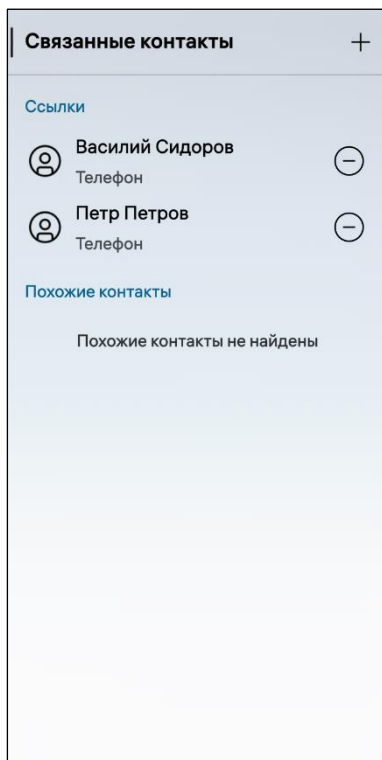 Связанные контакты
Ссылки
Василий Сидоров
Телефон
Петр Петров
Телефон
Похожие контакты
Похожие контакты не найдены